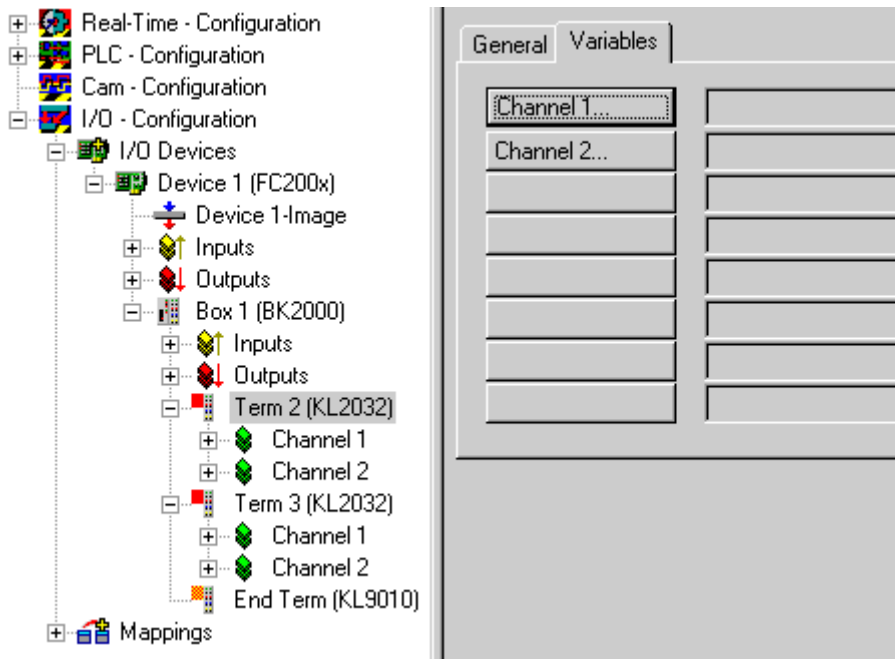 Real-Time - Configuration
PLC - Configuration
Cam - Configuration
I/O - Configuration
I/O Devices
Device 1 (FC200x)
Device 1-Image
Inputs
Outputs
Box 1 (BK2000)
Inputs
Outputs
Term 2 (KL2032)
Channel 1
Channel 2
Term 3 (KL2032)
Channel 1
Channel 2
End Term (KL9010)
Mappings
General
Variables
Channel 1...
Channel 2...